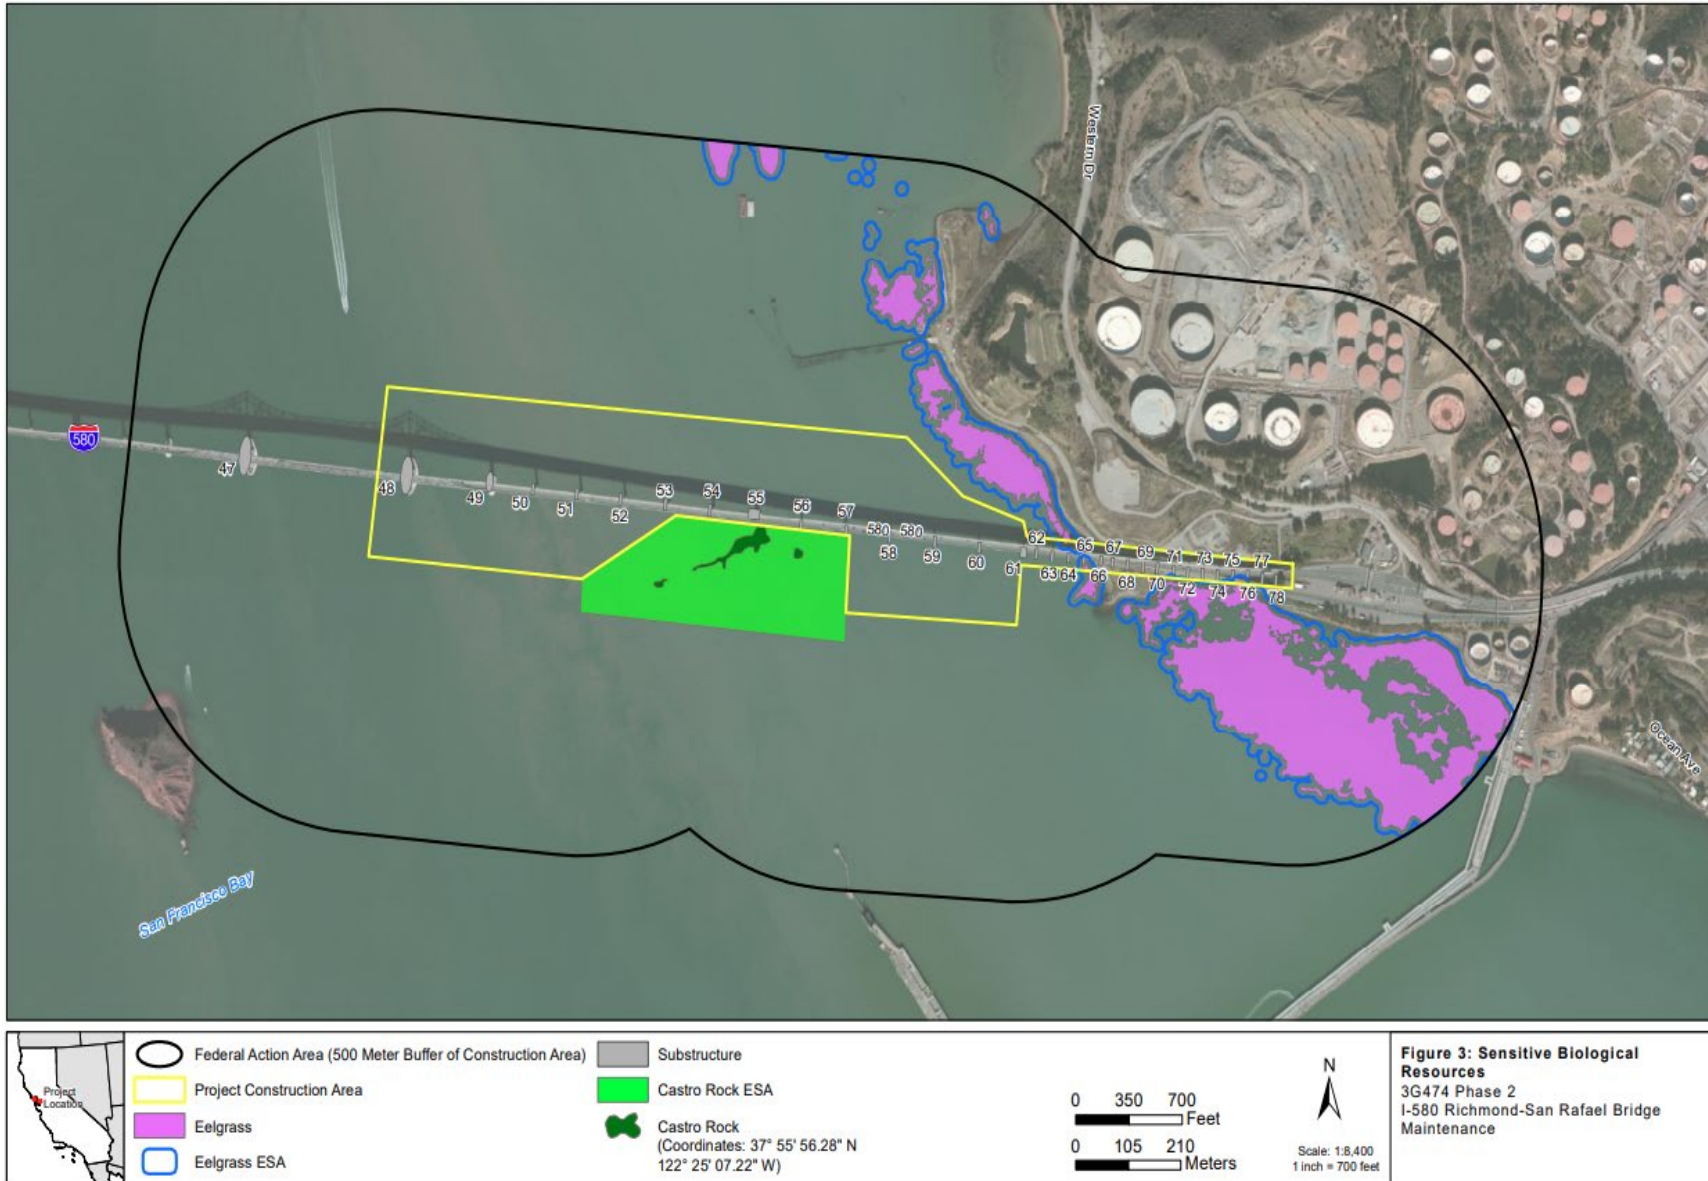 Western Dr
580
47
48
49
50
51
52
53
54
55
56
57
580
580
58
59
60
61
62
63
64
65
66
67
68
69
70
71
72
73
74
75
76
77
78
Ocean Ave
San Francisco Bay
Project
Location
Federal Action Area (500 Meter Buffer of Construction Area)
Project Construction Area
Eelgrass
Eelgrass ESA
Substructure
Castro Rock ESA
Castro Rock
(Coordinates: 37° 55' 56.28" N
122° 25' 07.22" W)
0 350 700
Feet
0 105 210
Meters
N
Scale: 1:8,400
1 inch = 700 feet
Figure 3: Sensitive Biological
Resources
3G474 Phase 2
I-580 Richmond-San Rafael Bridge
Maintenance